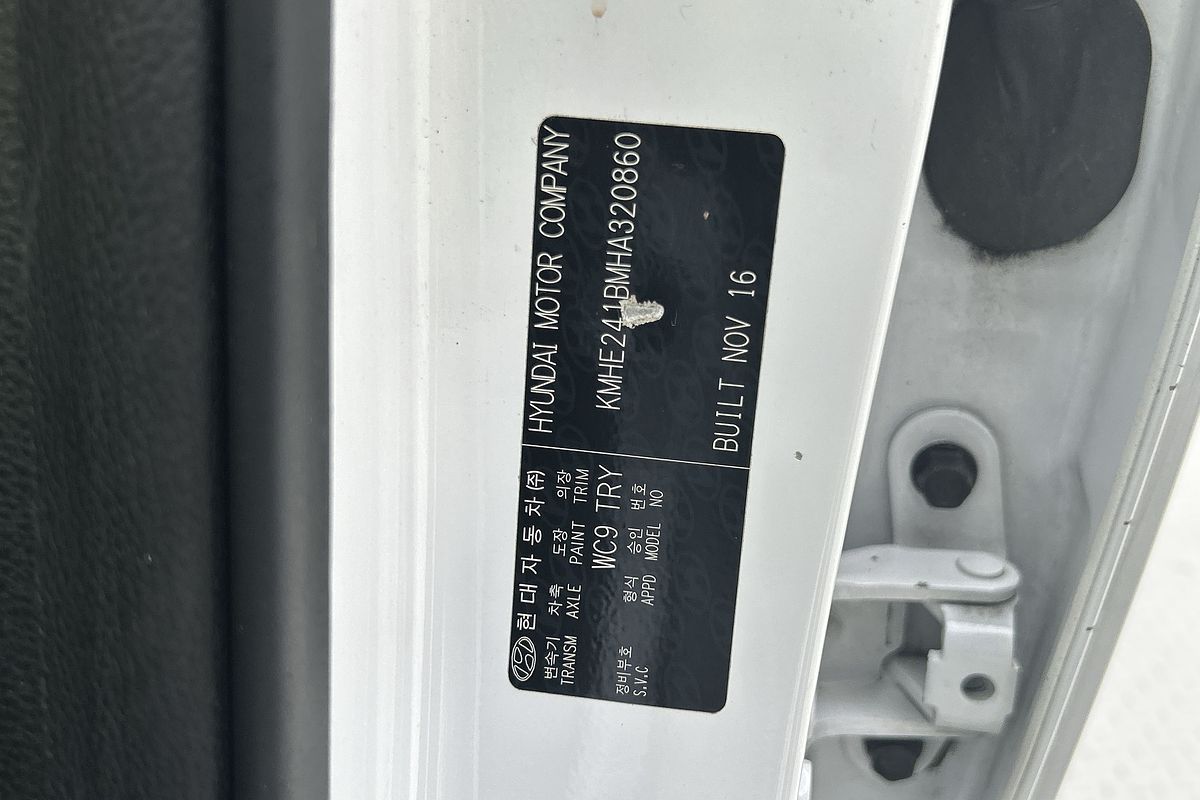 현대자동차(주) HYUNDAI MOTOR COMPANY
변속기 차축 도장 의장
TRANSM AXLE PAINT TRIM
WC9 TRY KMHE241BMHA320860
정비부호 형식 승인 번호
S.V.C APPD MODEL NO
BUILT NOV 16